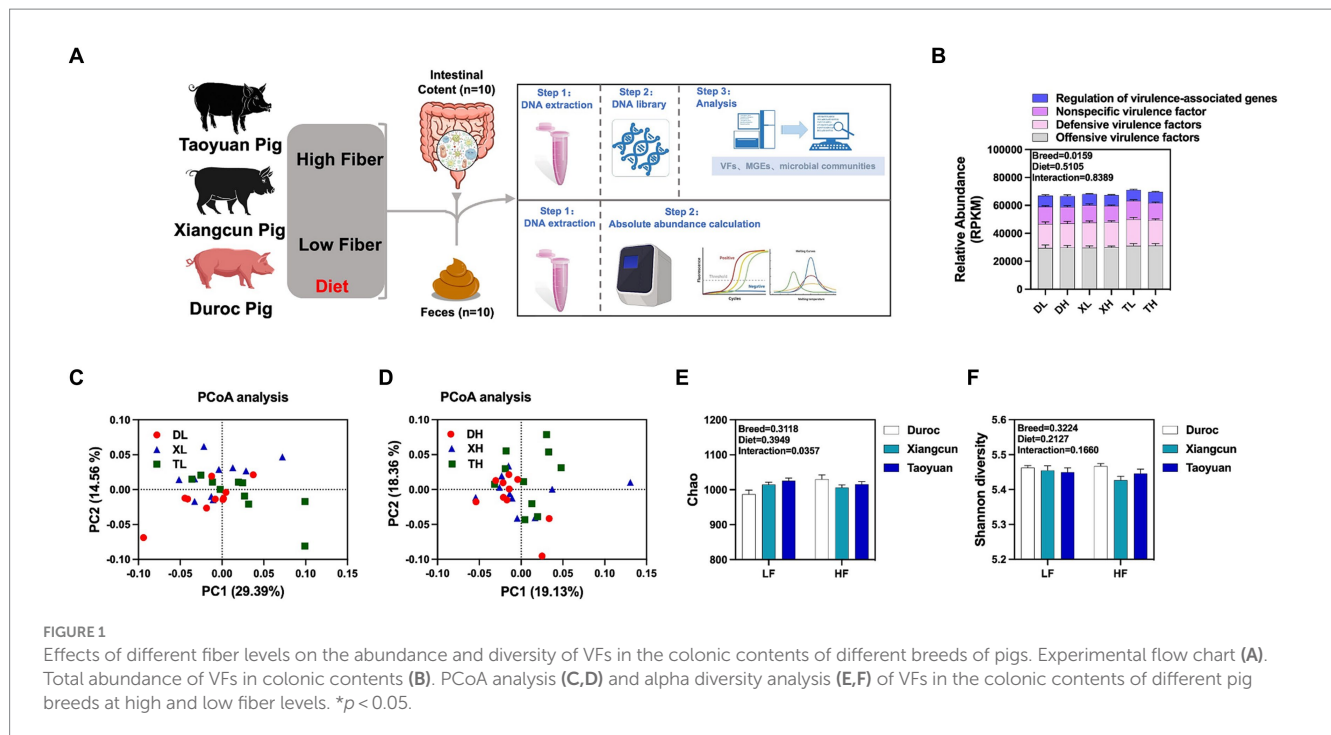 A
Taoyuan Pig
Xiangcun Pig
Duroc Pig
High Fiber
Low Fiber
Diet
Intestinal
Cotent (n=10)
Feces (n=10)
Step 1:
DNA extraction
Step 2:
DNA library
Step 3:
Analysis
VFs、MGEs、microbial communities
Step 1:
DNA extraction
Step 2:
Absolute abundance calculation
Fluorescence
Positive
Threshold
Negative
Cycles
Melting Curves
Melting temperature
B
Regulation of virulence-associated genes
Nonspecific virulence factor
Defensive virulence factors
Offensive virulence factors
Relative Abundance
(RPKM)
100000
80000
60000
40000
20000
0
Breed=0.0159
Diet=0.5105
Interaction=0.8389
DL
DH
XL
XH
TL
TH
C
PCoA analysis
PC2 (14.56 %)
0.10
0.05
0.00
-0.05
-0.10
DL
XL
TL
-0.10
-0.05
0.00
0.05
0.10
0.15
PC1 (29.39%)
D
PCoA analysis
PC2 (18.36 %)
0.10
0.05
0.00
-0.05
-0.10
DH
XH
TH
-0.10
-0.05
0.00
0.05
0.10
0.15
PC1 (19.13%)
E
Chao
1200
1100
1000
900
800
Breed=0.3118
Diet=0.3949
Interaction=0.0357
LF
HF
Duroc
Xiangcun
Taoyuan
F
Shannon diversity
5.6
5.5
5.4
5.3
5.2
Breed=0.3224
Diet=0.2127
Interaction=0.1660
LF
HF
Duroc
Xiangcun
Taoyuan
FIGURE 1
Effects of different fiber levels on the abundance and diversity of VFs in the colonic contents of different breeds of pigs. Experimental flow chart (A).
Total abundance of VFs in colonic contents (B). PCoA analysis (C,D) and alpha diversity analysis (E,F) of VFs in the colonic contents of different pig
breeds at high and low fiber levels. *p < 0.05.